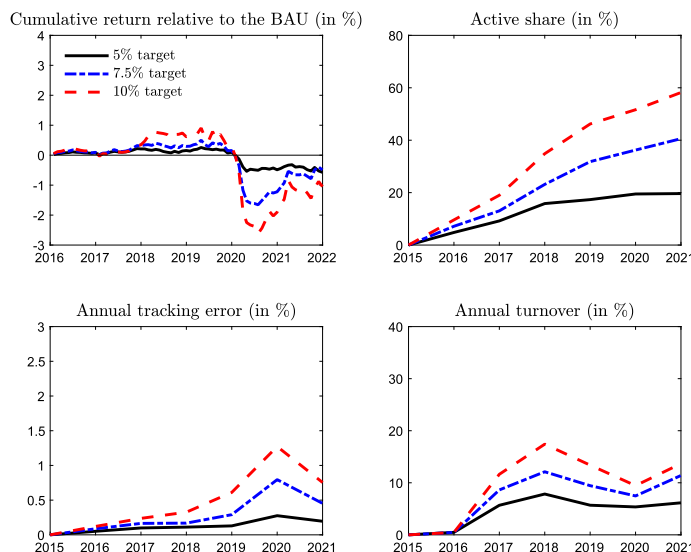 Cumulative return relative to the BAU (in %)
4
3
2
1
0
-1
-2
-3
2016 2017 2018 2019 2020 2021 2022
5% target
7.5% target
10% target
Active share (in %)
80
60
40
20
0
2015 2016 2017 2018 2019 2020 2021
Annual tracking error (in %)
3
2.5
2
1.5
1
0.5
0
2015 2016 2017 2018 2019 2020 2021
Annual turnover (in %)
40
30
20
10
0
2015 2016 2017 2018 2019 2020 2021